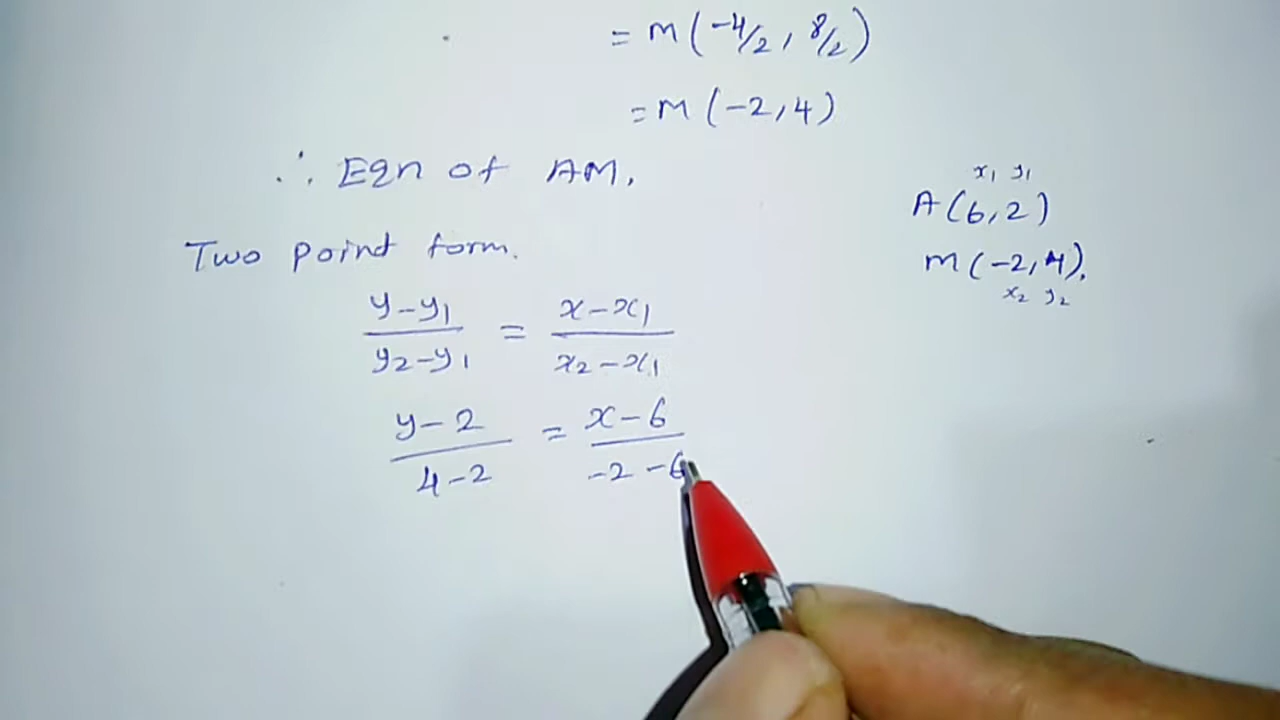 = M(-4/2, 8/2)
= M(-2,4)
∴ Eqn of AM.
x₁ y₁
A(6,2)
M(-2,4).
x₂ y₂
Two point form.
y-y₁ / y₂-y₁ = x-x₁ / x₂-x₁
y-2 / 4-2 = x-6 / -2-6